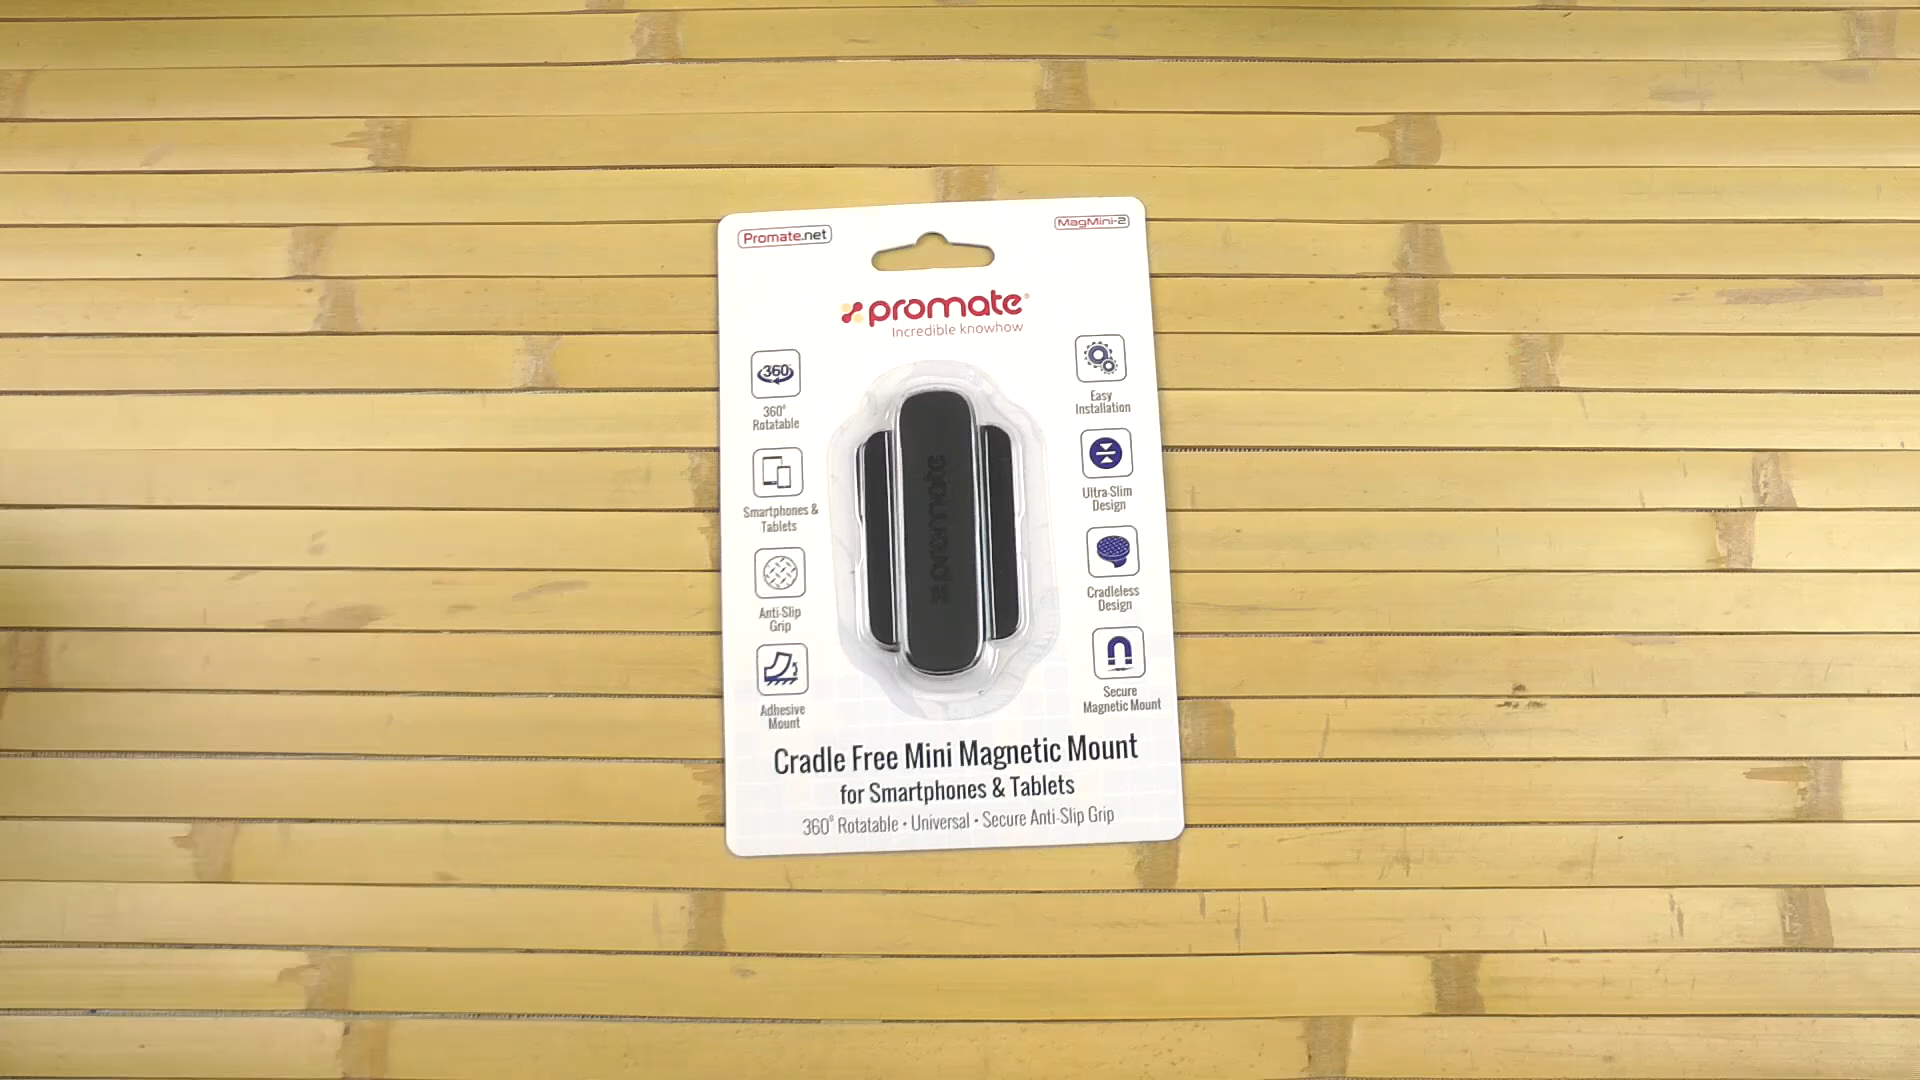 Promate.net
MagMini-2
promate
Incredible knowhow
360
360°
Rotatable
Smartphones &
Tablets
Anti-Slip
Grip
Adhesive
Mount
promate
Easy
Installation
Ultra-Slim
Design
Cradleless
Design
Secure
Magnetic Mount
Cradle Free Mini Magnetic Mount
for Smartphones & Tablets
360° Rotatable • Universal • Secure Anti-Slip Grip